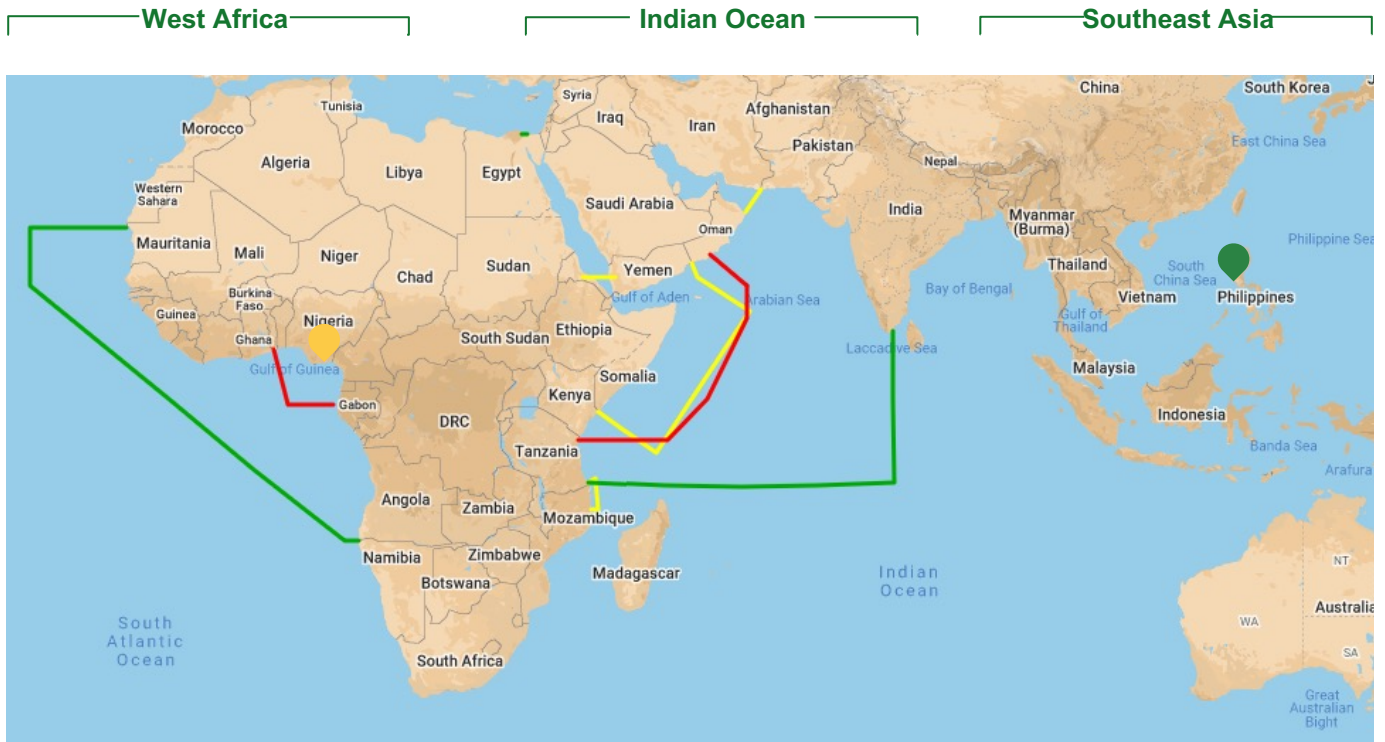 West Africa
Indian Ocean
Southeast Asia
Tunisia
Morocco
Algeria
Libya
Egypt
Western
Sahara
Mauritania
Mali
Niger
Chad
Sudan
Burkina
Faso
Guinea
Nigeria
Ghana
Gulf of Guinea
South Sudan
Ethiopia
Somalia
Kenya
Gabon
DRC
Tanzania
Angola
Zambia
Mozambique
Namibia
Zimbabwe
Botswana
Madagascar
South Africa
South
Atlantic
Ocean
Syria
Iraq
Iran
Afghanistan
Pakistan
Saudi Arabia
Oman
Yemen
Gulf of Aden
Arabian Sea
Nepal
India
Bay of Bengal
Laccadive Sea
Indian
Ocean
China
South Korea
East China Sea
Myanmar
(Burma)
Thailand
Vietnam
South
China Sea
Philippines
Philippine Sea
Gulf of
Thailand
Malaysia
Indonesia
Banda Sea
Arafura
NT
WA
Australia
SA
Great
Australian
Bight